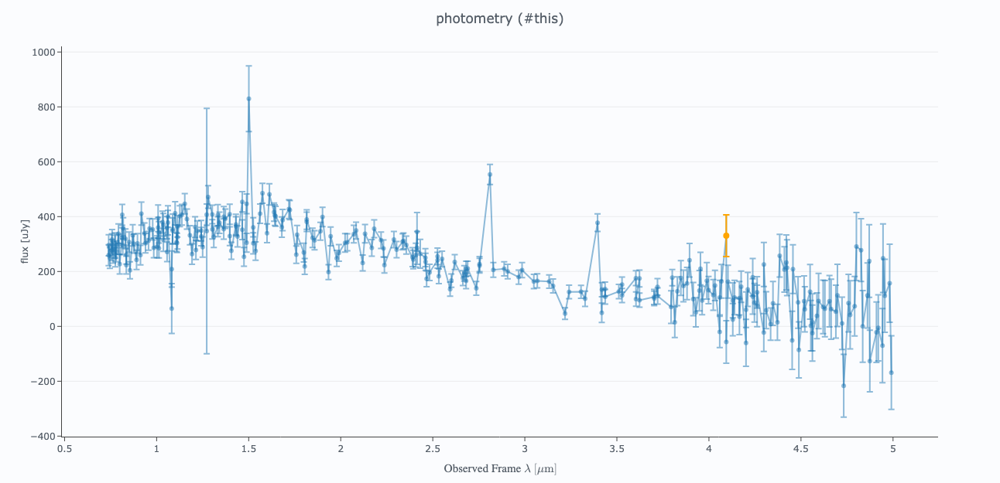 photometry (#this)
1000
800
600
400
200
0
−200
−400
flux [uJy]
0.5 1 1.5 2 2.5 3 3.5 4 4.5 5
Observed Frame λ [μm]